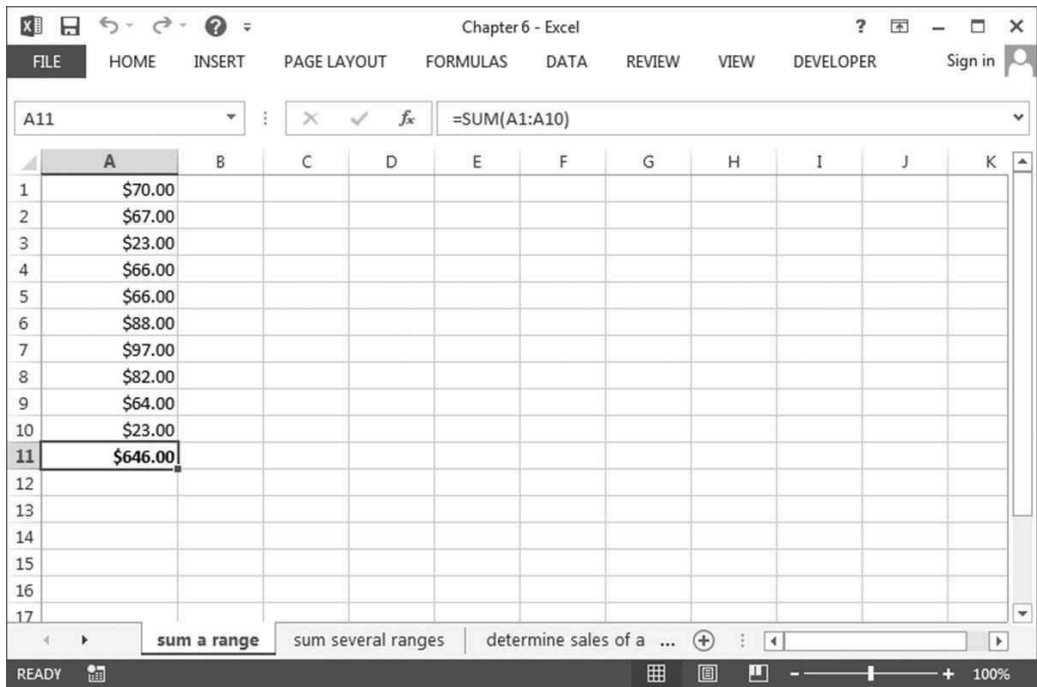 Chapter 6 - Excel
FILE HOME INSERT PAGE LAYOUT FORMULAS DATA REVIEW VIEW DEVELOPER Sign in
A11 fx =SUM(A1:A10)
A B C D E F G H I J K
1 $70.00
2 $67.00
3 $23.00
4 $66.00
5 $66.00
6 $88.00
7 $97.00
8 $82.00
9 $64.00
10 $23.00
11 $646.00
12
13
14
15
16
17
sum a range sum several ranges determine sales of a ...
READY 100%